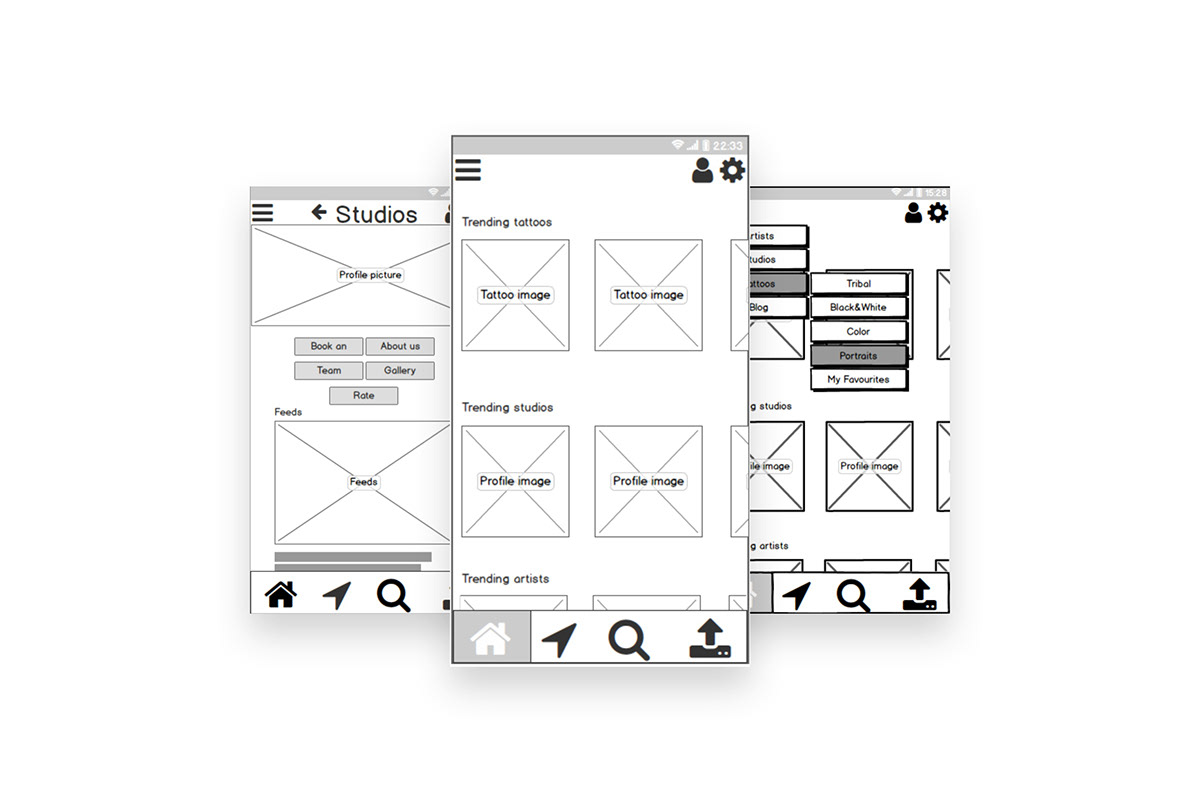 Studios
Profile picture
Book an
About us
Team
Gallery
Rate
Feeds
Feeds
22:33
Trending tattoos
Tattoo image
Tattoo image
Trending studios
Profile image
Profile image
Trending artists
15:28
rtists
tudios
attoos
Blog
Tribal
Black&White
Color
Portraits
My Favourites
g studios
ile image
Profile image
g artists